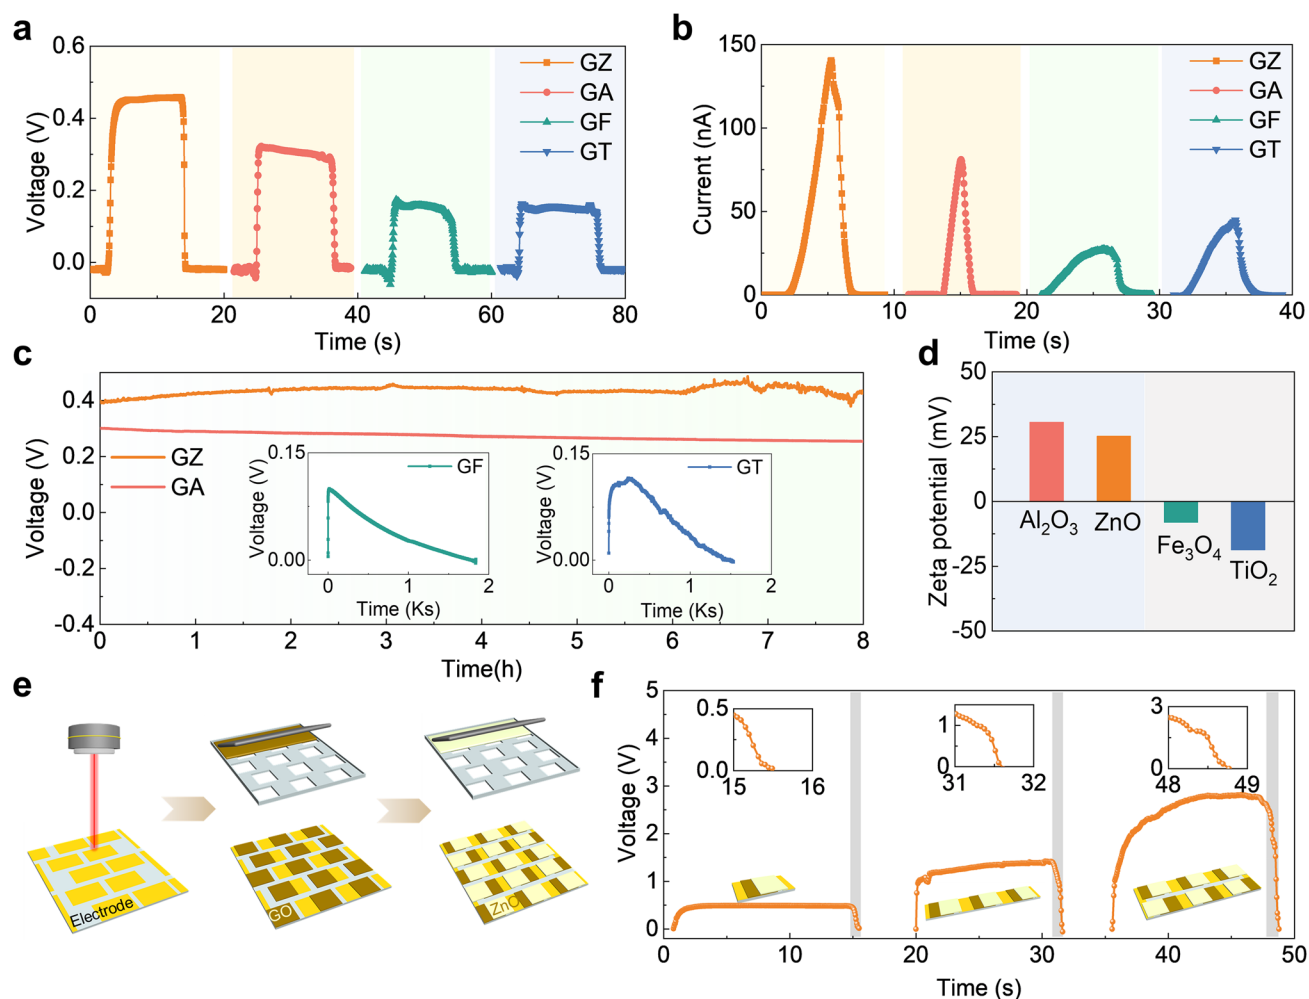 a
0.6
0.4
0.2
0.0
Voltage (V)
GZ
GA
GF
GT
0
20
40
60
80
Time (s)
b
150
100
50
0
Current (nA)
GZ
GA
GF
GT
0
10
20
30
40
Time (s)
c
0.4
0.2
0.0
-0.2
-0.4
Voltage (V)
GZ
GA
0.15
0.00
Voltage (V)
GF
0
1
2
Time (Ks)
0.15
0.00
Voltage (V)
GT
0
1
2
Time (Ks)
0
1
2
3
4
5
6
7
8
Time(h)
d
50
25
0
-25
-50
Zeta potential (mV)
Al₂O₃
ZnO
Fe₃O₄
TiO₂
e
Electrode
GO
ZnO
f
5
4
3
2
1
0
Voltage (V)
0.5
0.0
15
16
1
0
31
32
3
0
48
49
0
10
20
30
40
50
Time (s)